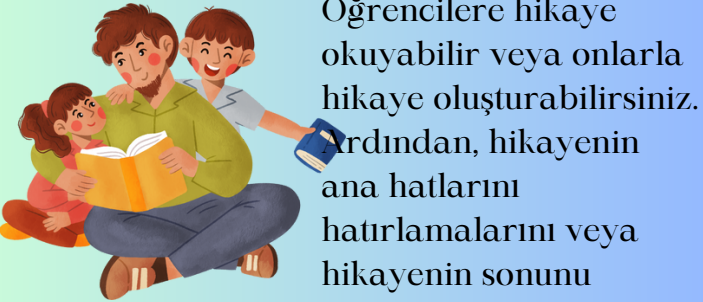 Öğrencilere hikaye
okuyabilir veya onlarla
hikaye oluşturabilirsiniz.
Ardından, hikayenin
ana hatlarını
hatırlamalarını veya
hikayenin sonunu